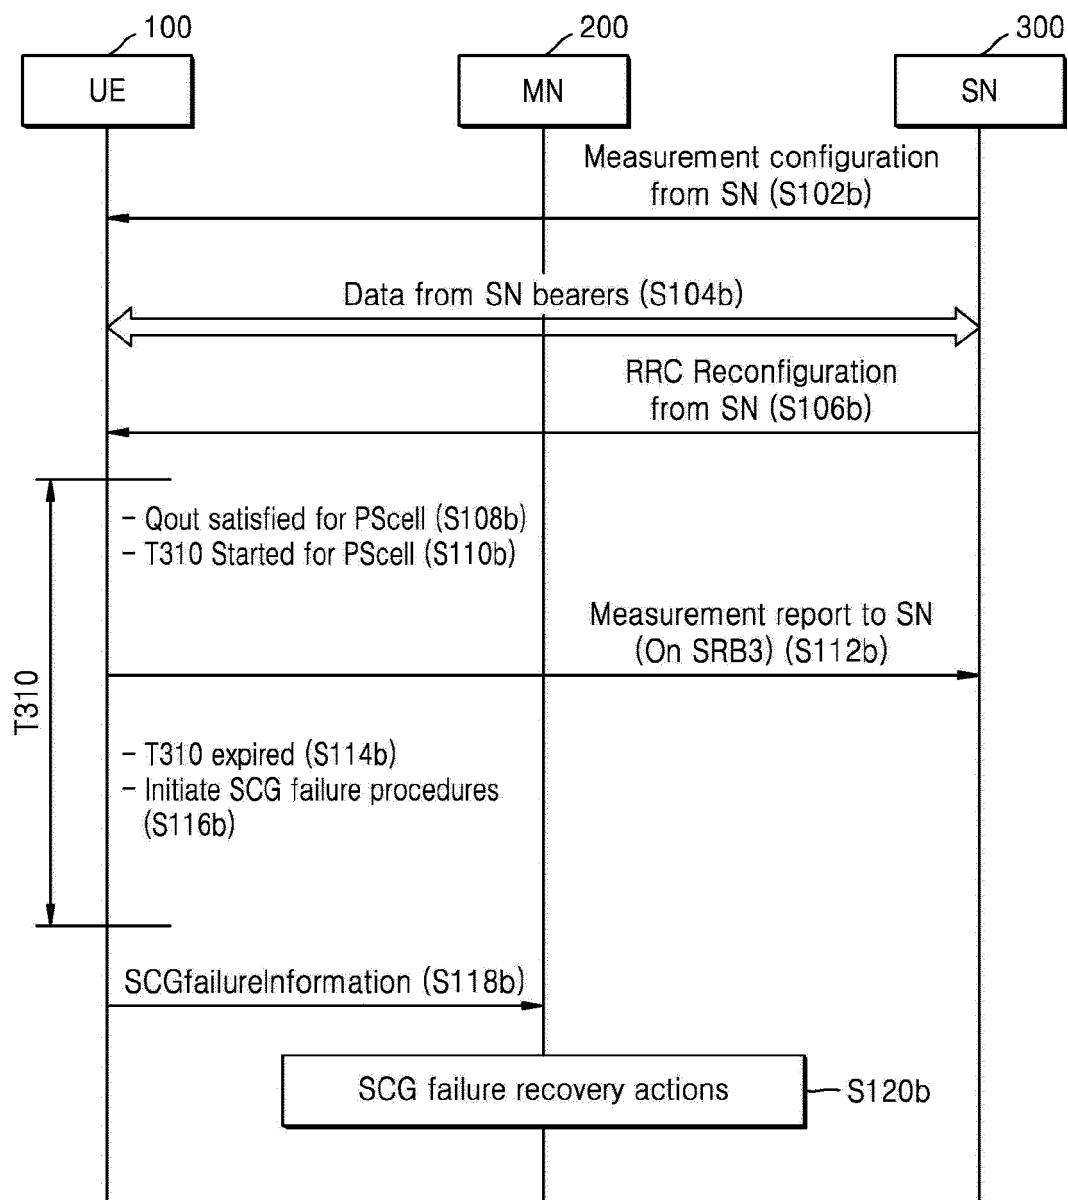 100
200
300
UE
MN
SN
Measurement configuration
from SN (S102b)
Data from SN bearers (S104b)
RRC Reconfiguration
from SN (S106b)
- Qout satisfied for PScell (S108b)
- T310 Started for PScell (S110b)
Measurement report to SN
(On SRB3) (S112b)
T310
- T310 expired (S114b)
- Initiate SCG failure procedures
(S116b)
SCGfailureInformation (S118b)
SCG failure recovery actions
S120b